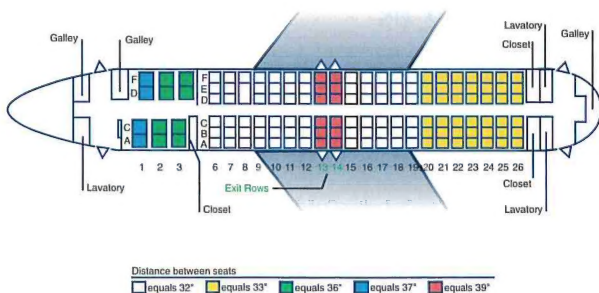 Lavatory
Galley
Galley
Closet
Galley
F
D
F
E
D
C
A
C
B
A
1 2 3 6 7 8 9 10 11 12 13 14 15 16 17 18 19 20 21 22 23 24 25 26
Lavatory
Exit Rows
Closet
Closet
Lavatory
Distance between seats
equals 32"
equals 33"
equals 36"
equals 37"
equals 39"